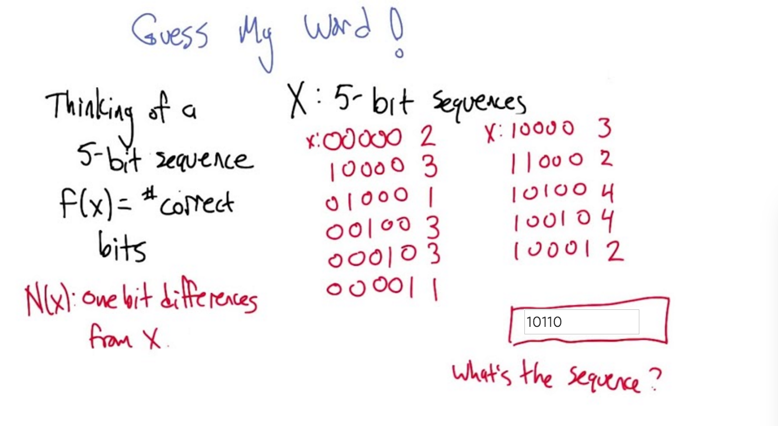 Guess My Word!
Thinking of a
5-bit sequence
f(x) = # correct
bits
N(x): one bit differences
from X.
X: 5-bit sequences
x: 00000 2
10000 3
01000 1
00100 3
00010 3
00001 1
X: 10000 3
11000 2
10100 4
10010 4
10001 2
10110
What's the sequence?